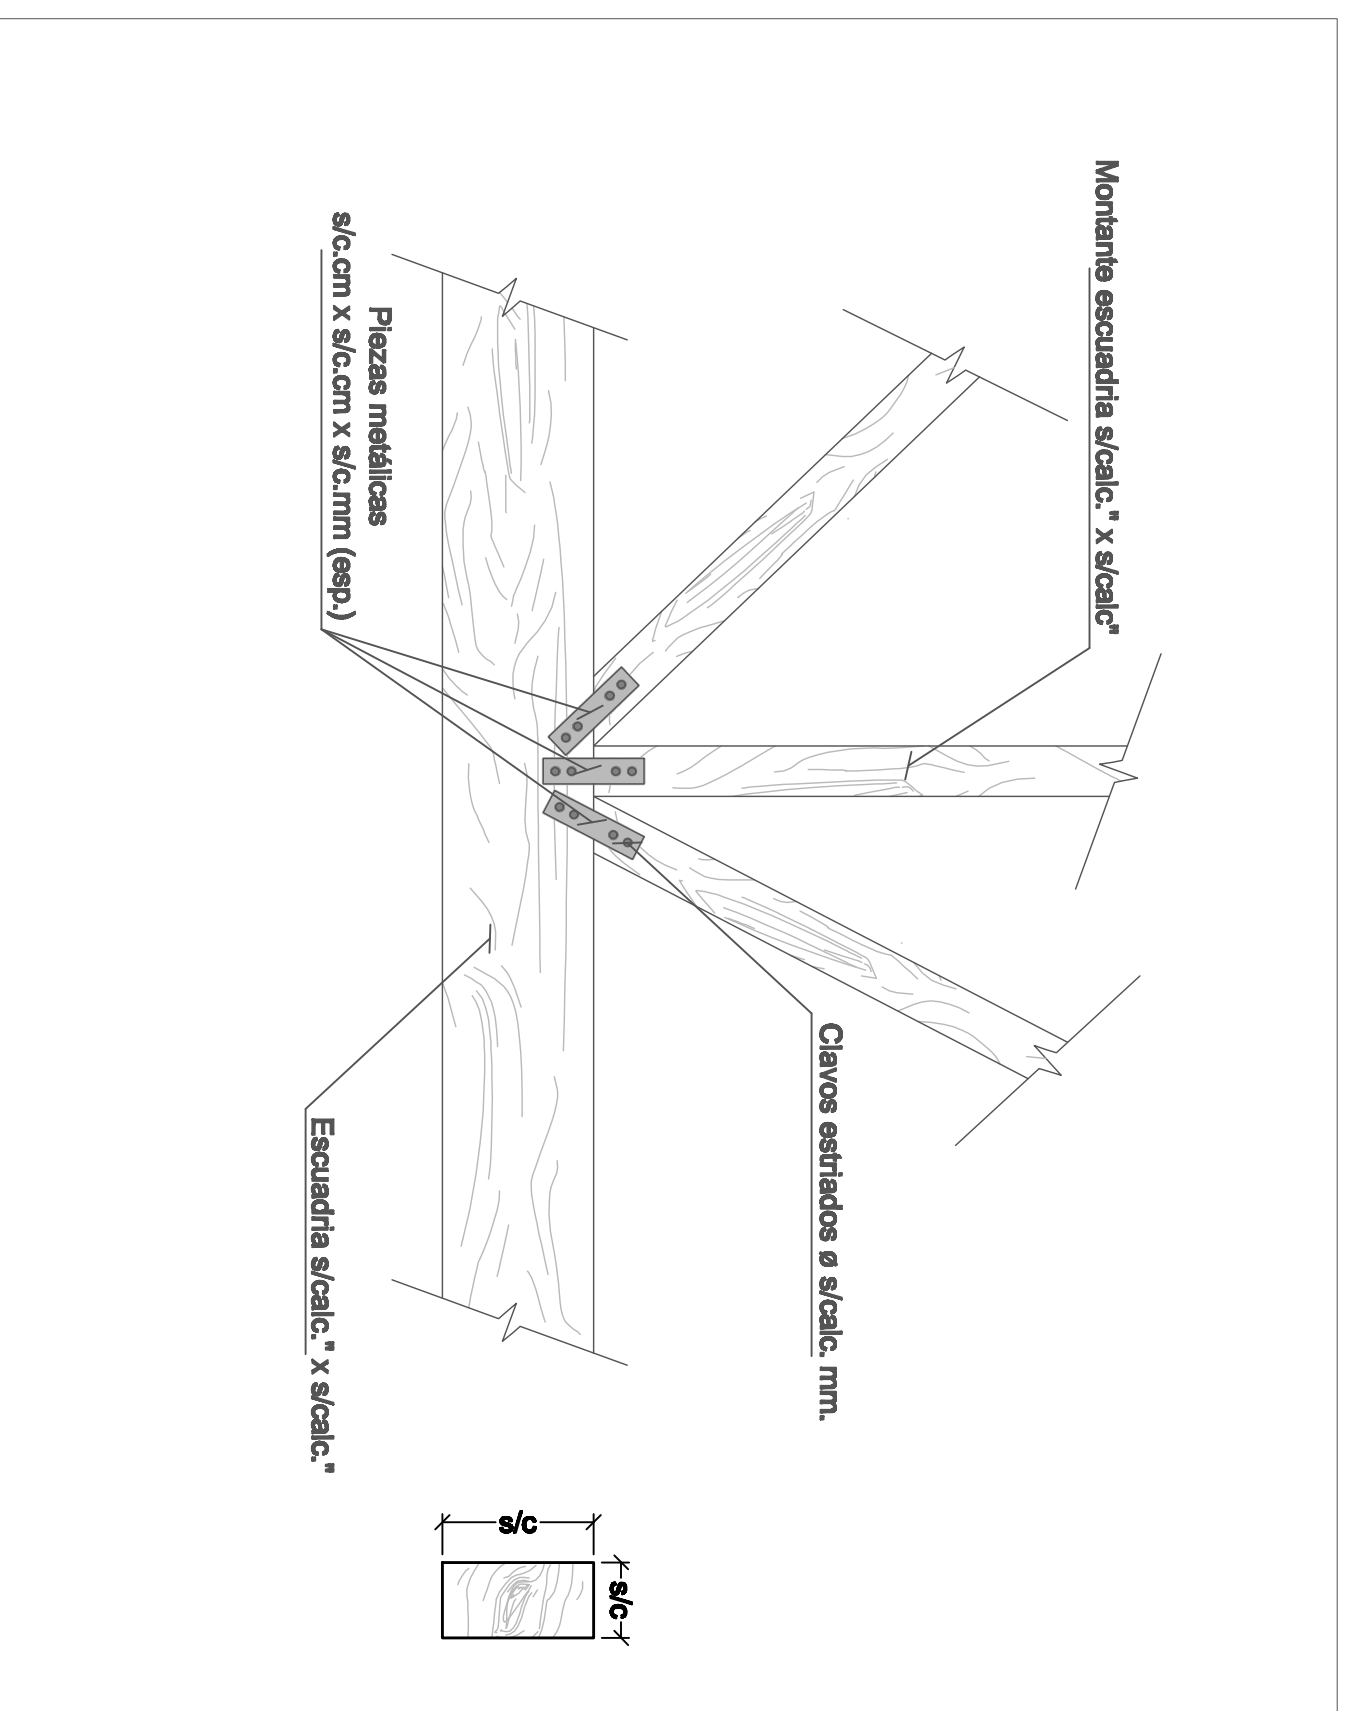 Montante escuadria s/calc." x s/calc"
Clavos estriados ø s/calc. mm.
Piezas metálicas
s/c.cm x s/c.cm x s/c.mm (esp.)
Escuadria s/calc." x s/calc."
s/c
s/c